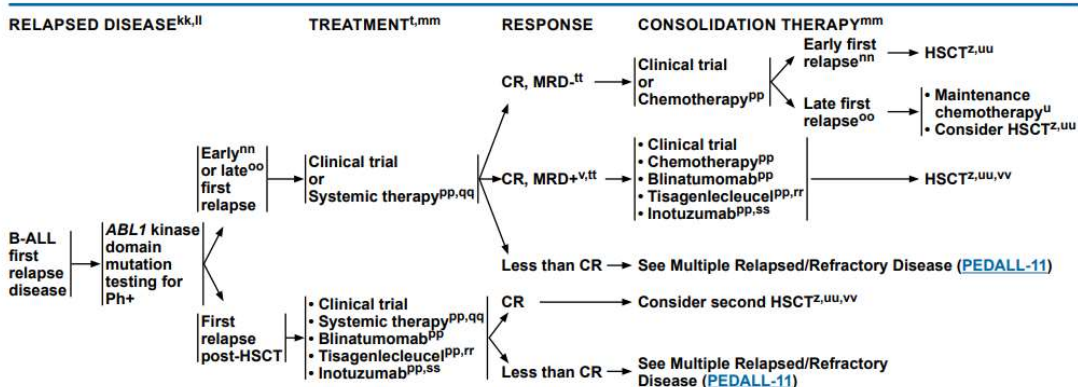 RELAPSED DISEASEkk,ll TREATMENTt,mm RESPONSE CONSOLIDATION THERAPYmm
B-ALL
first
relapse
disease
ABL1 kinase
domain
mutation
testing for
Ph+
Earlynn
or lateoo
first
relapse
Clinical trial
or
Systemic therapypp,qq
CR, MRD-tt
Clinical trial
or
Chemotherapypp
Early first
relapsenn
HSCTz,uu
Late first
relapseoo
• Maintenance
chemotherapyu
• Consider HSCTz,uu
CR, MRD+v,tt
• Clinical trial
• Chemotherapypp
• Blinatumomabpp
• Tisagenlecleucelpp,rr
• Inotuzumabpp,ss
HSCTz,uu,vv
Less than CR
See Multiple Relapsed/Refractory Disease (PEDALL-11)
First
relapse
post-HSCT
• Clinical trial
• Systemic therapypp,qq
• Blinatumomabpp
• Tisagenlecleucelpp,rr
• Inotuzumabpp,ss
CR
Consider second HSCTz,uu,vv
Less than CR
See Multiple Relapsed/Refractory
Disease (PEDALL-11)